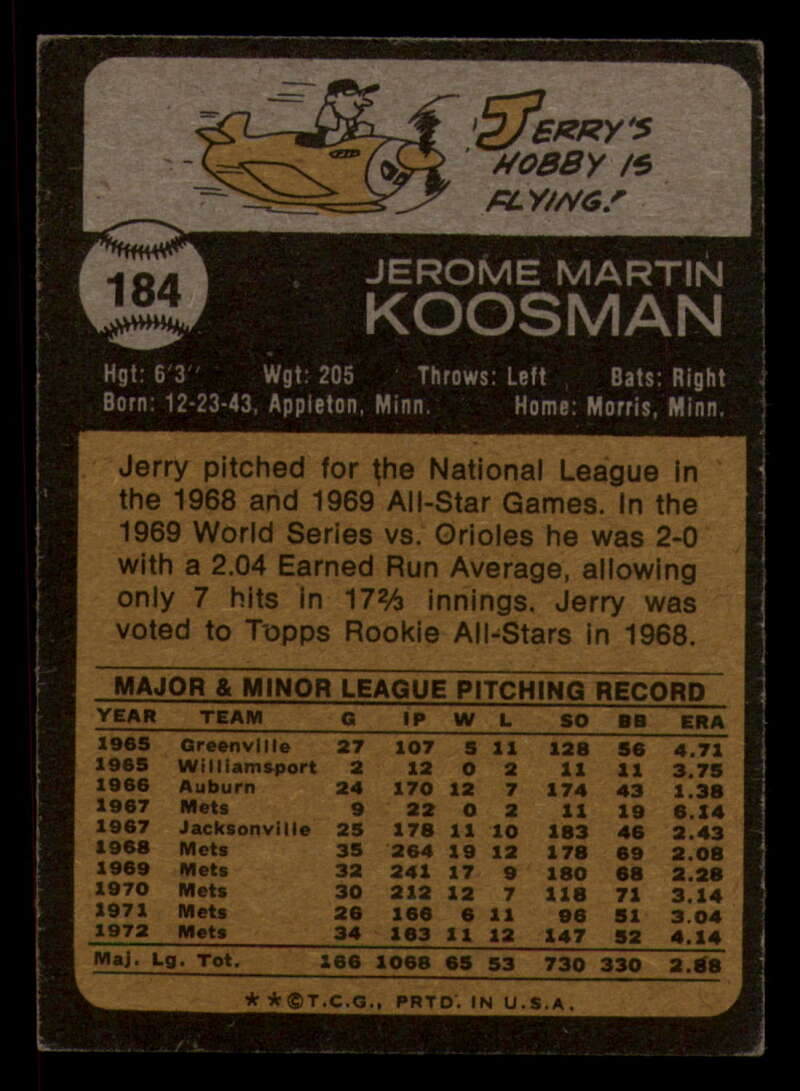 JERRY'S
HOBBY IS
FLYING!
184
JEROME MARTIN
KOOSMAN
Hgt: 6'3" Wgt: 205 Throws: Left Bats: Right
Born: 12-23-43, Appleton, Minn. Home: Morris, Minn.
Jerry pitched for the National League in
the 1968 and 1969 All-Star Games. In the
1969 World Series vs. Orioles he was 2-0
with a 2.04 Earned Run Average, allowing
only 7 hits in 17⅔ innings. Jerry was
voted to Topps Rookie All-Stars in 1968.
MAJOR & MINOR LEAGUE PITCHING RECORD
YEAR TEAM G IP W L SO BB ERA
1965 Greenville 27 107 5 11 128 56 4.71
1965 Williamsport 2 12 0 2 11 11 3.75
1966 Auburn 24 170 12 7 174 43 1.38
1967 Mets 9 22 0 2 11 19 6.14
1967 Jacksonville 25 178 11 10 183 46 2.43
1968 Mets 35 264 19 12 178 69 2.08
1969 Mets 32 241 17 9 180 68 2.28
1970 Mets 30 212 12 7 118 71 3.14
1971 Mets 26 166 6 11 96 51 3.04
1972 Mets 34 163 11 12 147 52 4.14
Maj. Lg. Tot. 166 1068 65 53 730 330 2.88
* * © T.C.G., PRTD. IN U.S.A.